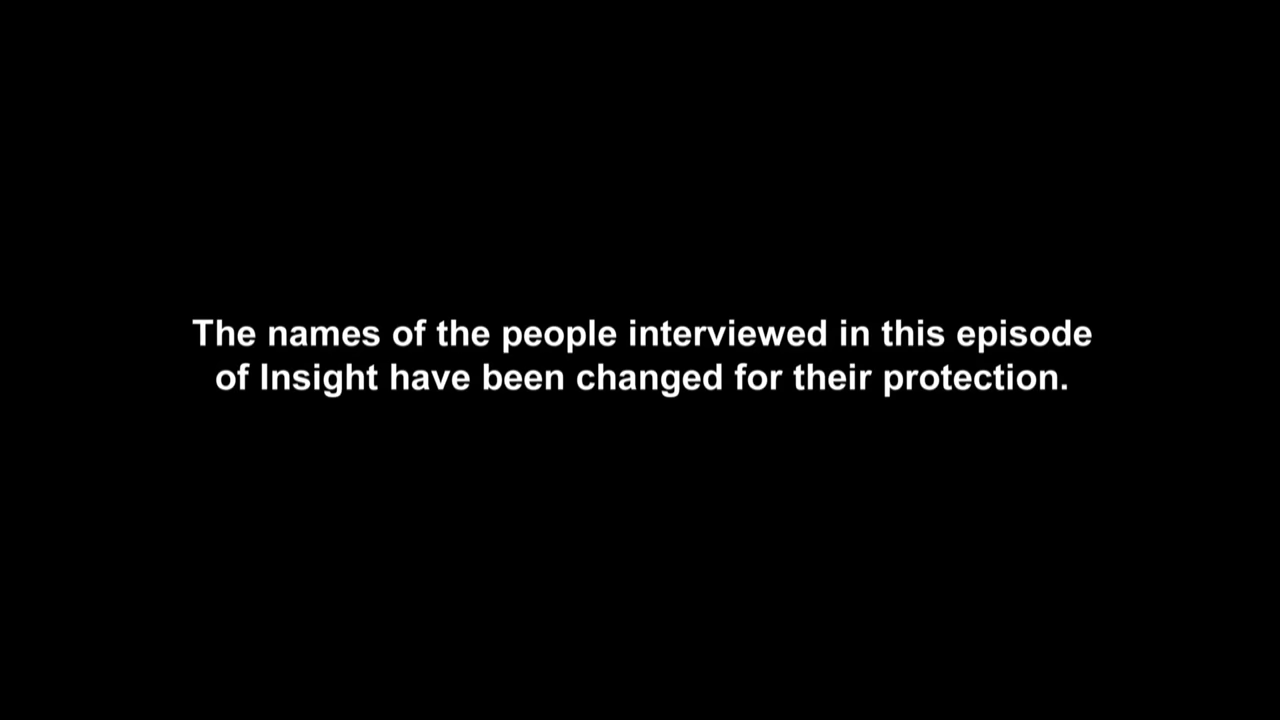 The names of the people interviewed in this episode
of Insight have been changed for their protection.